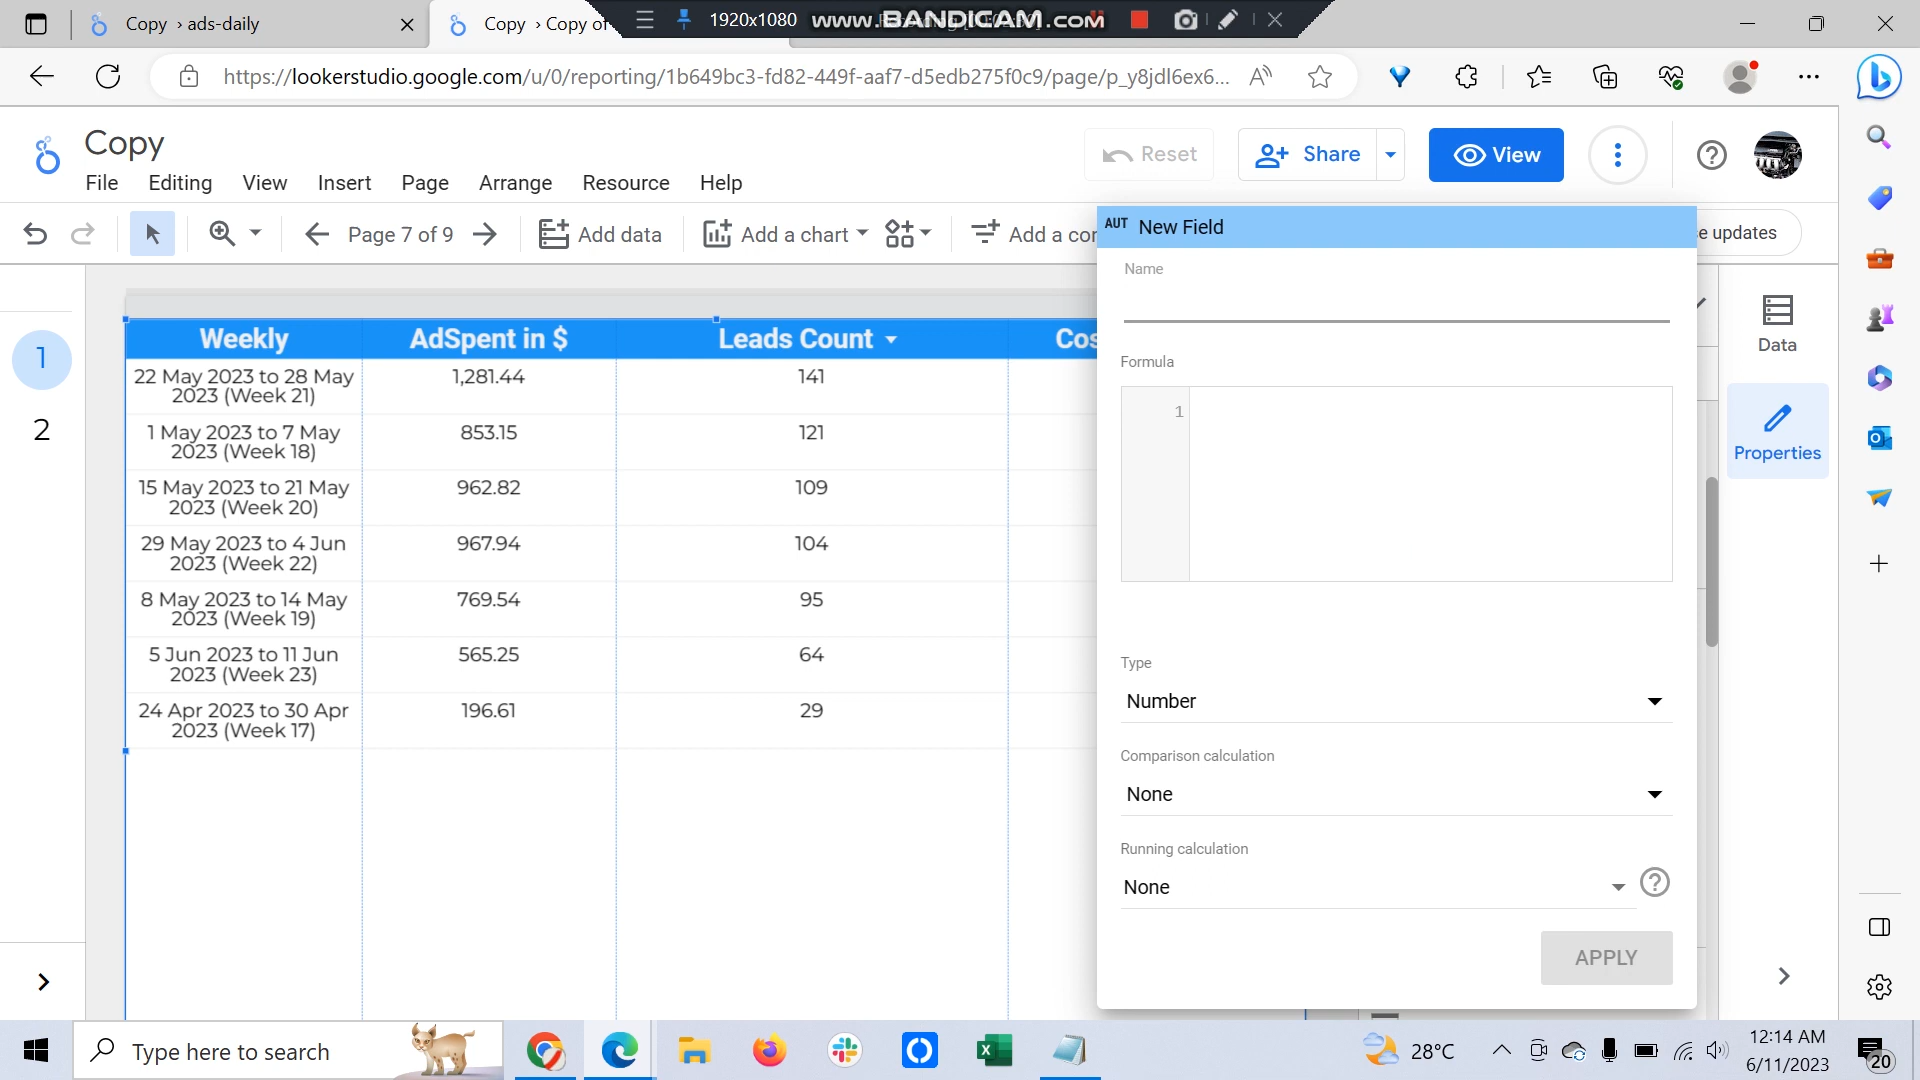 Copy › ads-daily
Copy › Copy of
1920x1080
www.BANDICAM.com
https://lookerstudio.google.com/u/0/reporting/1b649bc3-fd82-449f-aaf7-d5edb275f0c9/page/p_y8jdl6ex6...
Copy
Reset
Share
View
File Editing View Insert Page Arrange Resource Help
Page 7 of 9
Add data
Add a chart
Add a con
se updates
AUT New Field
Name
Formula
1
Type
Number
Comparison calculation
None
Running calculation
None
APPLY
Data
Properties
1
2
Weekly AdSpent in $ Leads Count Cos
22 May 2023 to 28 May
2023 (Week 21)
1,281.44 141
1 May 2023 to 7 May
2023 (Week 18)
853.15 121
15 May 2023 to 21 May
2023 (Week 20)
962.82 109
29 May 2023 to 4 Jun
2023 (Week 22)
967.94 104
8 May 2023 to 14 May
2023 (Week 19)
769.54 95
5 Jun 2023 to 11 Jun
2023 (Week 23)
565.25 64
24 Apr 2023 to 30 Apr
2023 (Week 17)
196.61 29
Type here to search
28°C
12:14 AM
6/11/2023
20